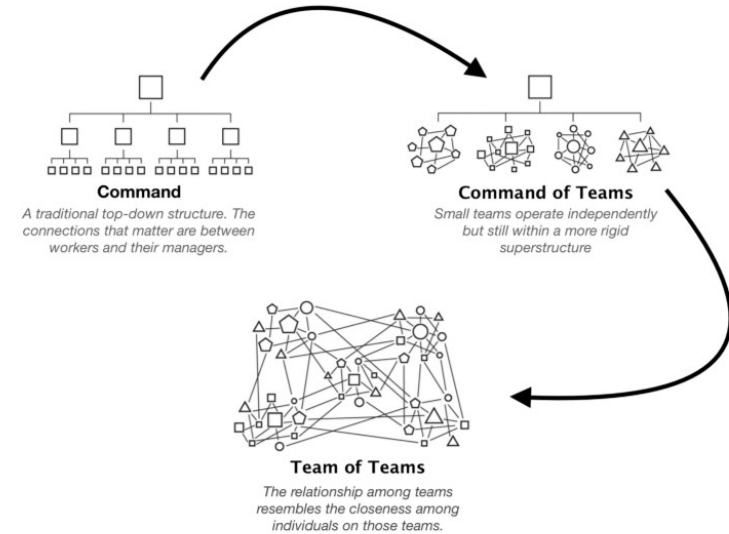 Command
A traditional top-down structure. The
connections that matter are between
workers and their managers.
Command of Teams
Small teams operate independently
but still within a more rigid
superstructure
Team of Teams
The relationship among teams
resembles the closeness among
individuals on those teams.